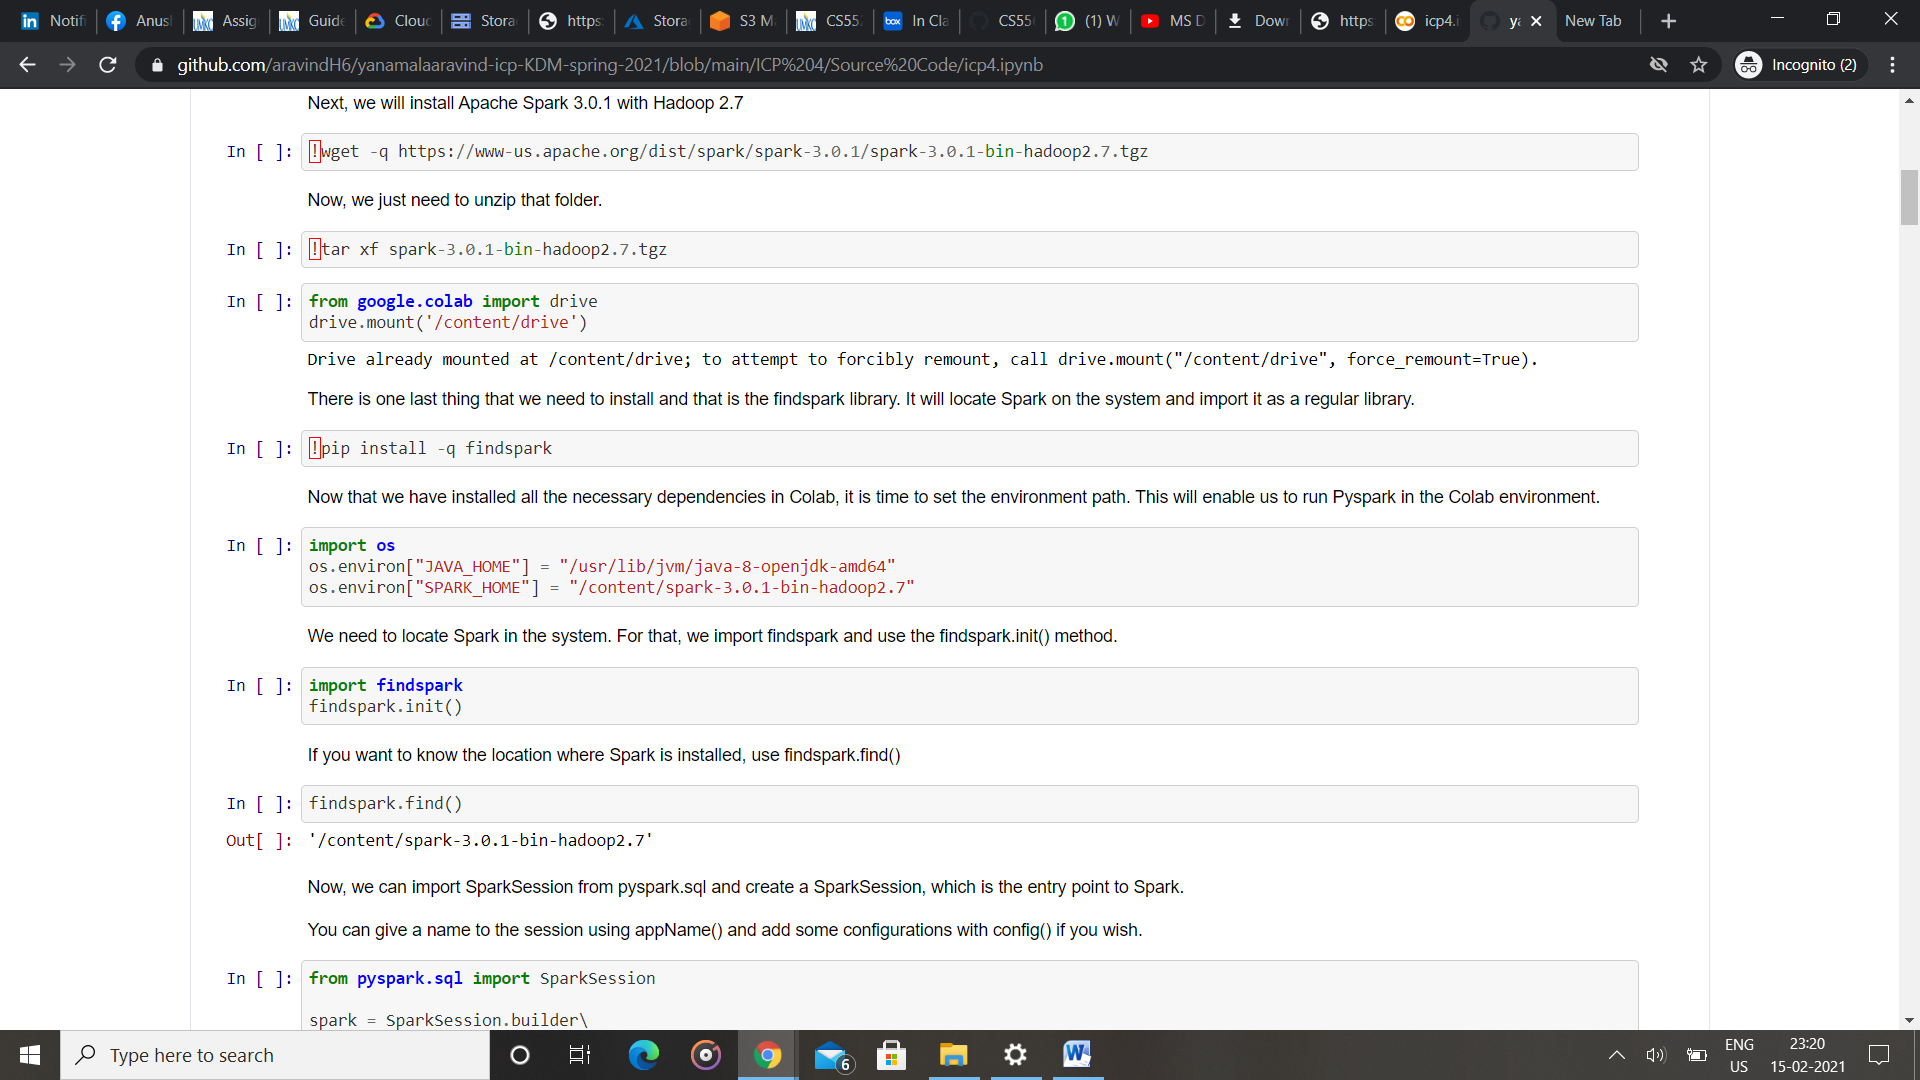 Notifi
Anush
Assig
Guide
Clouc
Stora
https
Stora
S3 M
CS55
In Cla
CS55
(1) W
MS D
Dow
https
icp4.i
ya
New Tab
github.com/aravindH6/yanamalaaravind-icp-KDM-spring-2021/blob/main/ICP%204/Source%20Code/icp4.ipynb
Incognito (2)
Next, we will install Apache Spark 3.0.1 with Hadoop 2.7
In [ ]: !wget -q https://www-us.apache.org/dist/spark/spark-3.0.1/spark-3.0.1-bin-hadoop2.7.tgz
Now, we just need to unzip that folder.
In [ ]: !tar xf spark-3.0.1-bin-hadoop2.7.tgz
In [ ]: from google.colab import drive
drive.mount('/content/drive')
Drive already mounted at /content/drive; to attempt to forcibly remount, call drive.mount("/content/drive", force_remount=True).
There is one last thing that we need to install and that is the findspark library. It will locate Spark on the system and import it as a regular library.
In [ ]: !pip install -q findspark
Now that we have installed all the necessary dependencies in Colab, it is time to set the environment path. This will enable us to run Pyspark in the Colab environment.
In [ ]: import os
os.environ["JAVA_HOME"] = "/usr/lib/jvm/java-8-openjdk-amd64"
os.environ["SPARK_HOME"] = "/content/spark-3.0.1-bin-hadoop2.7"
We need to locate Spark in the system. For that, we import findspark and use the findspark.init() method.
In [ ]: import findspark
findspark.init()
If you want to know the location where Spark is installed, use findspark.find()
In [ ]: findspark.find()
Out[ ]: '/content/spark-3.0.1-bin-hadoop2.7'
Now, we can import SparkSession from pyspark.sql and create a SparkSession, which is the entry point to Spark.
You can give a name to the session using appName() and add some configurations with config() if you wish.
In [ ]: from pyspark.sql import SparkSession
spark = SparkSession.builder\
Type here to search
6
ENG
US
23:20
15-02-2021